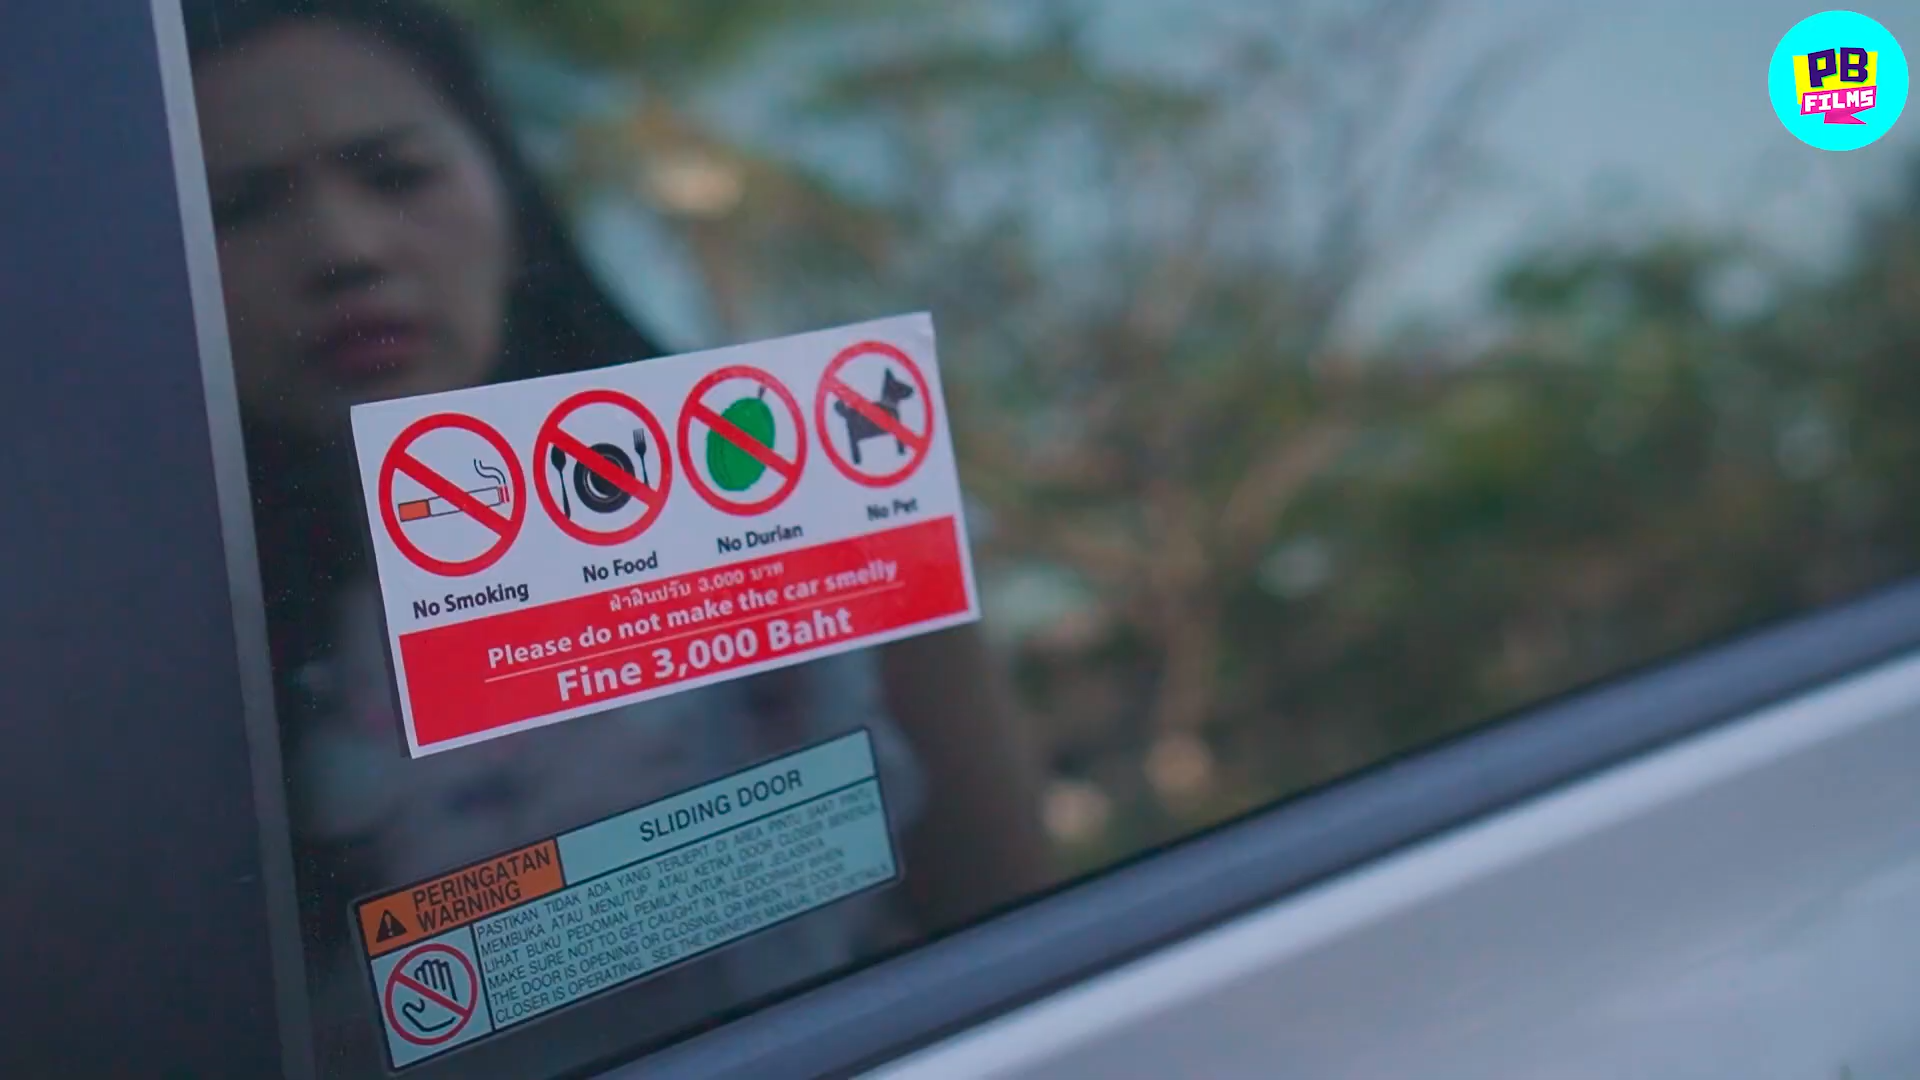 PB
FILMS
No Smoking
No Food
No Durian
No Pet
ฝ่าฝืนปรับ 3,000 บาท
Please do not make the car smelly
Fine 3,000 Baht
SLIDING DOOR
PERINGATAN
WARNING
PASTIKAN TIDAK ADA YANG TERJEPIT DI AREA PINTU SAAT PINTU
MEMBUKA ATAU MENUTUP, ATAU KETIKA DOOR CLOSER BEKERJA.
LIHAT BUKU PEDOMAN PEMILIK UNTUK LEBIH JELASNYA
MAKE SURE NOT TO GET CAUGHT IN THE DOORWAY WHEN
THE DOOR IS OPENING OR CLOSING, OR WHEN THE DOOR
CLOSER IS OPERATING. SEE THE OWNERS MANUAL FOR DETAILS